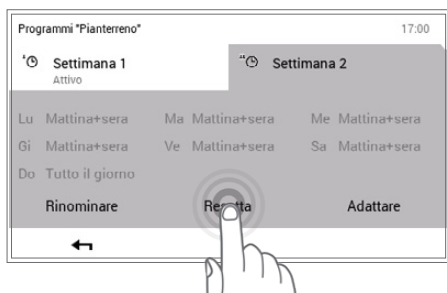 Programmi "Pianterreno" 17:00
Settimana 1 Settimana 2
Attivo
Lu Mattina+sera Ma Mattina+sera Me Mattina+sera
Gi Mattina+sera Ve Mattina+sera Sa Mattina+sera
Do Tutto il giorno
Rinominare Adattare